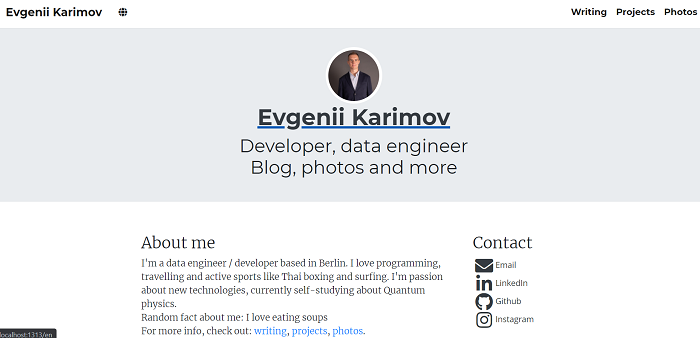 Evgenii Karimov
Writing Projects Photos
Evgenii Karimov
Developer, data engineer
Blog, photos and more
About me
I'm a data engineer / developer based in Berlin. I love programming,
travelling and active sports like Thai boxing and surfing. I'm passion
about new technologies, currently self-studying about Quantum
physics.
Random fact about me: I love eating soups
For more info, check out: writing, projects, photos.
Contact
Email
LinkedIn
Github
Instagram
localhost:1313/en